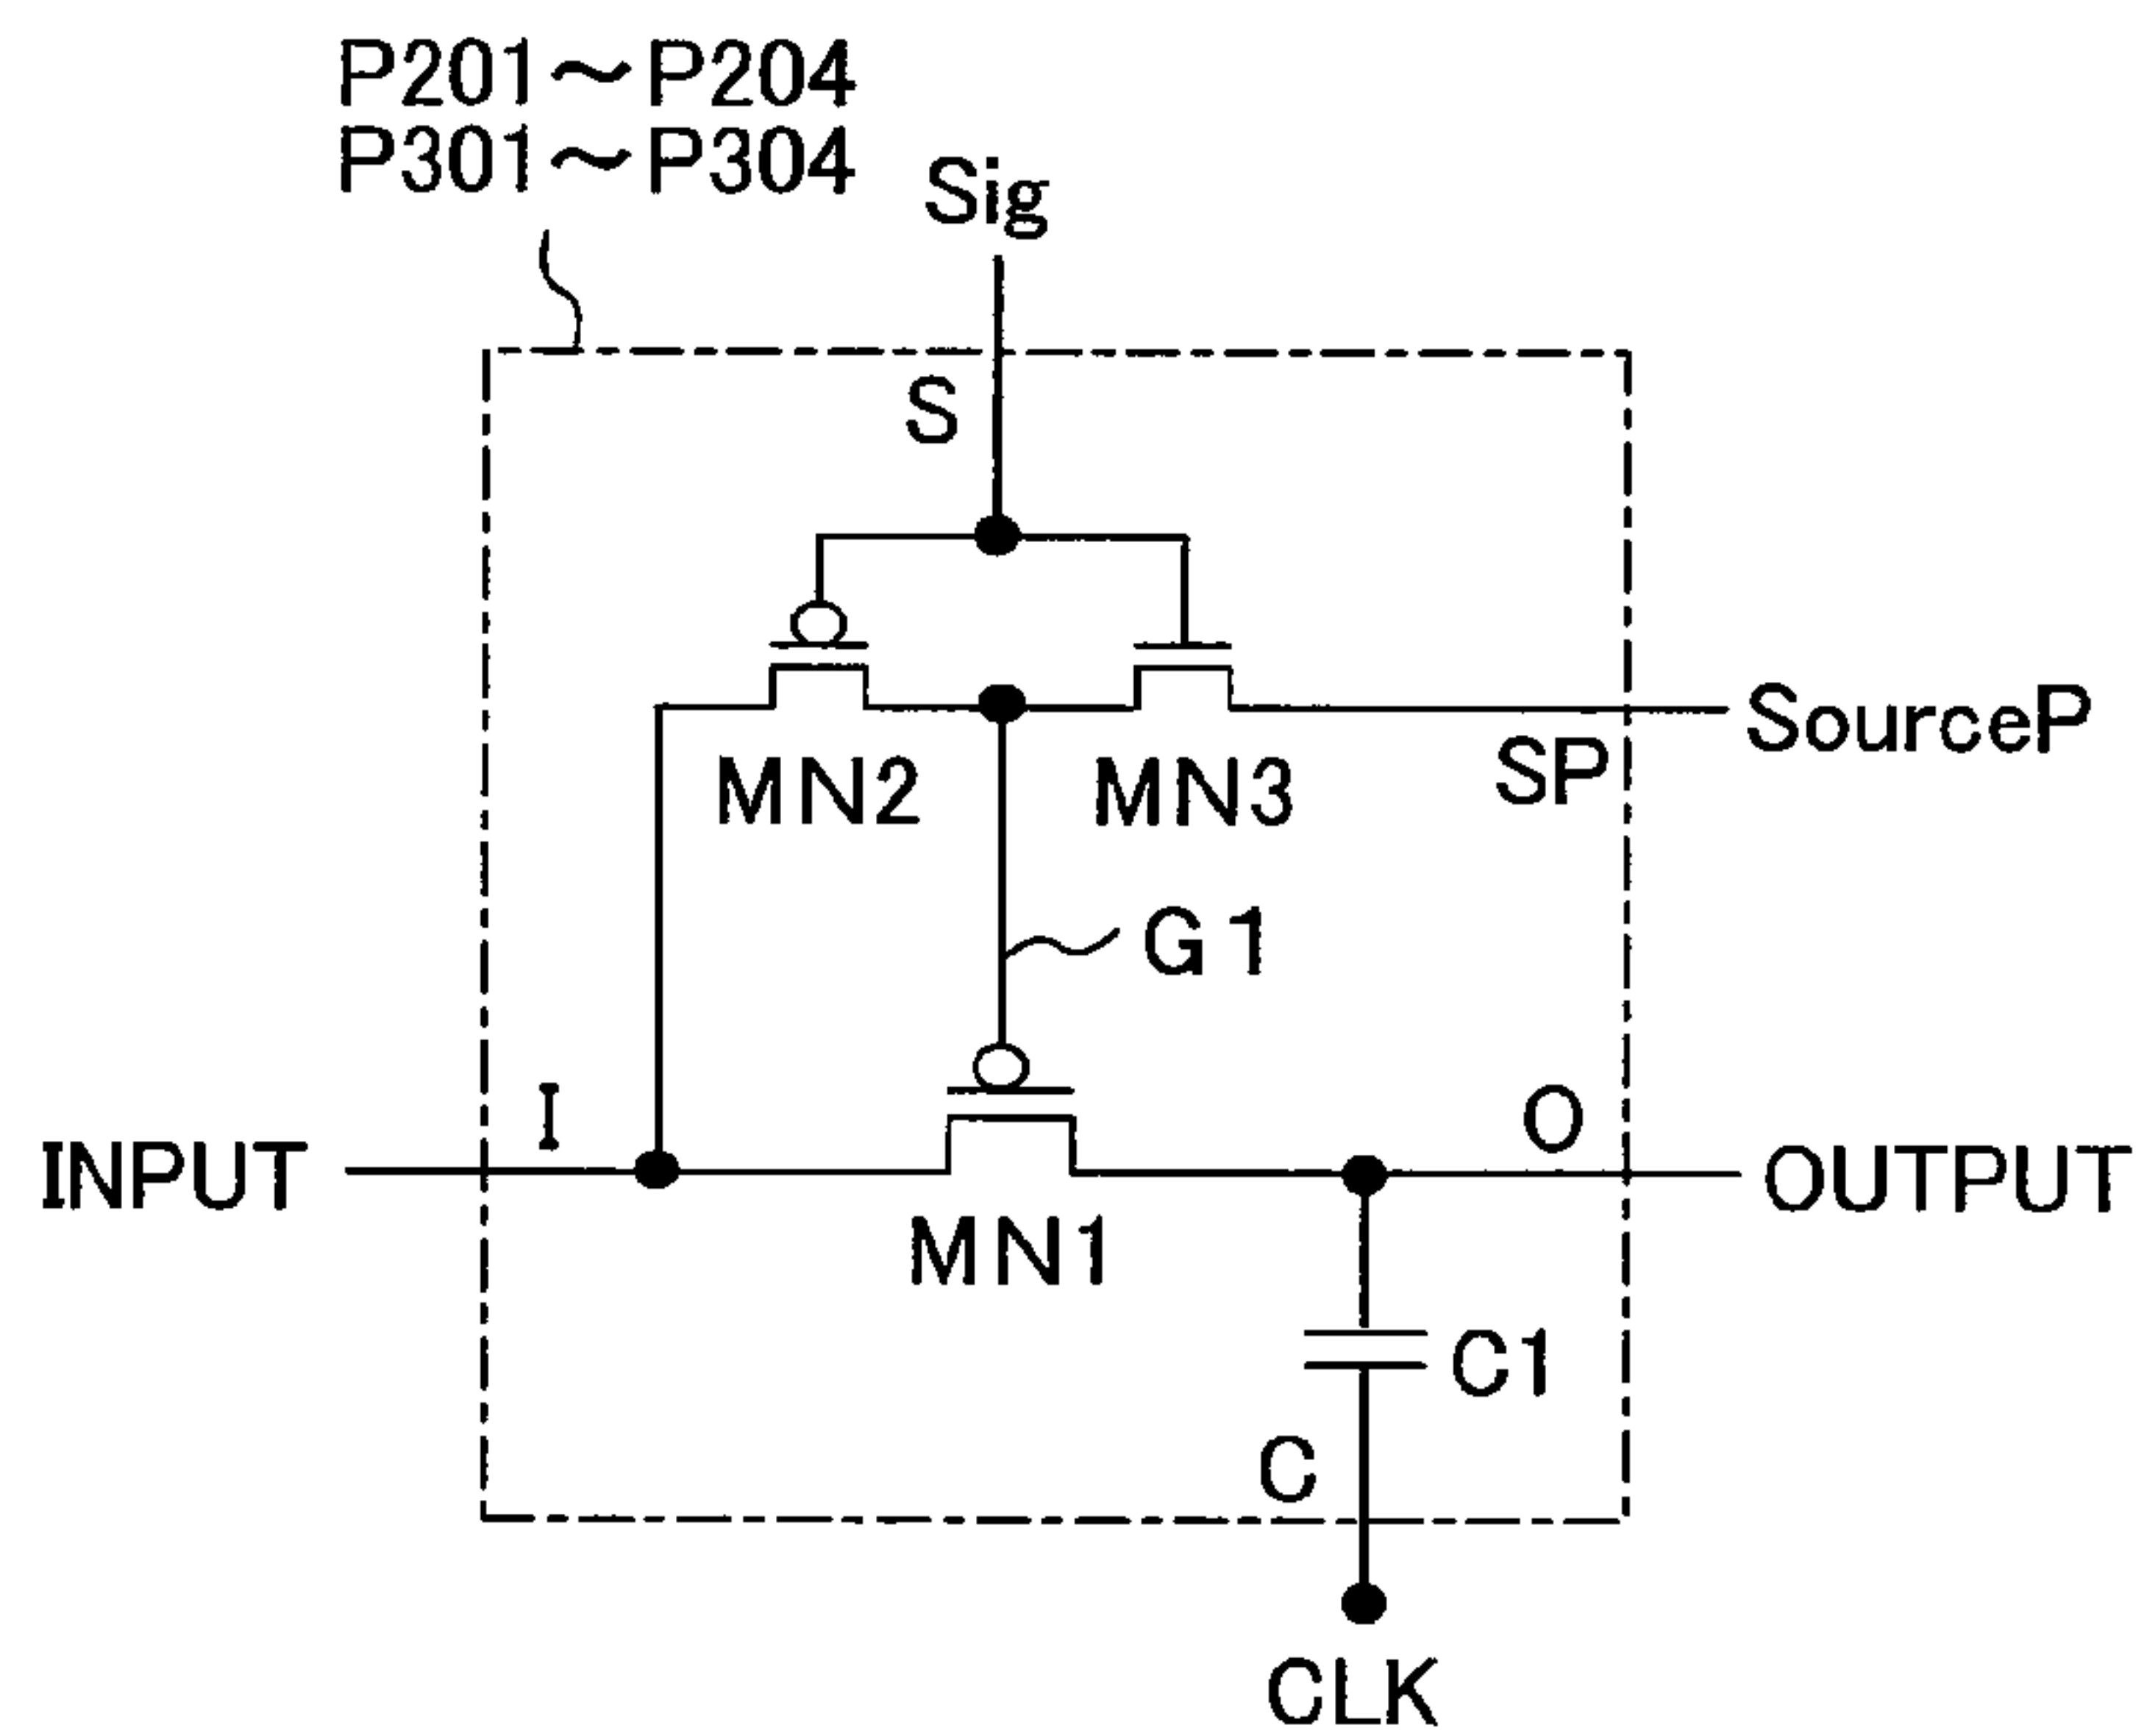 P201～P204
P301～P304
Sig
S
SourceP
MN2
MN3
SP
G1
I
O
INPUT
OUTPUT
MN1
C1
C
CLK